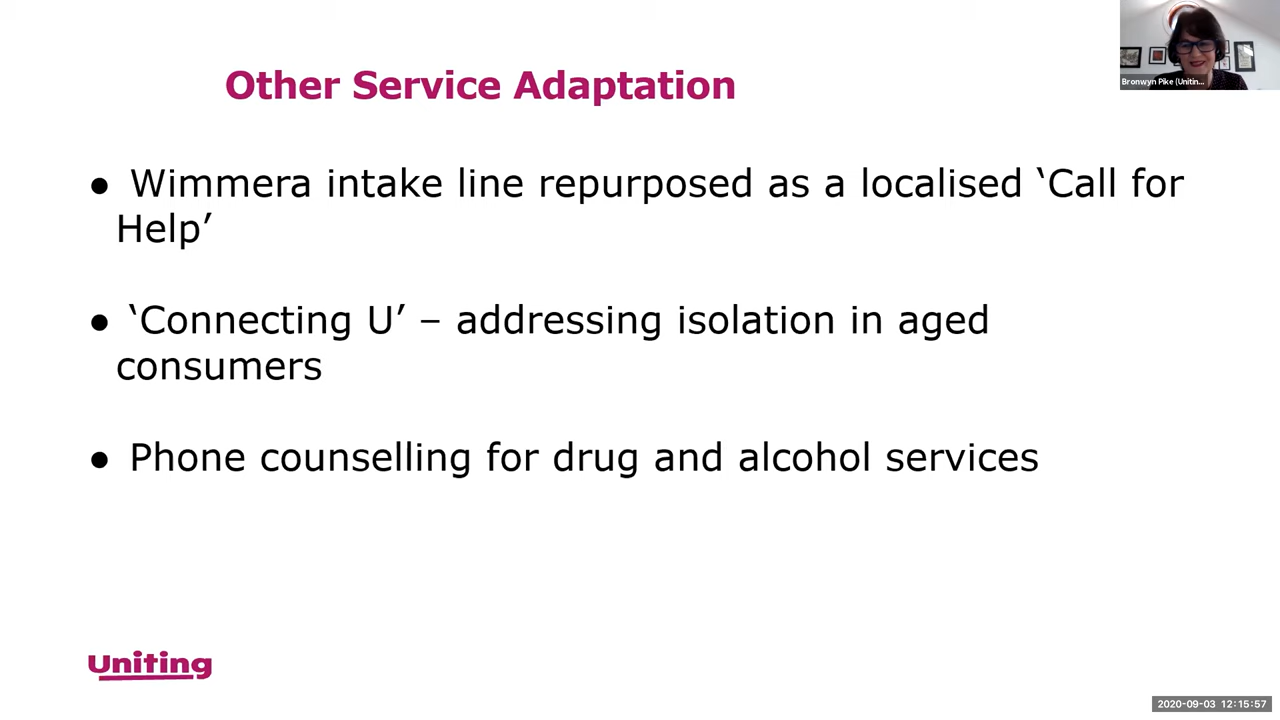 Bronwyn Pike (Unitin...
Other Service Adaptation
● Wimmera intake line repurposed as a localised ‘Call for
Help’
● ‘Connecting U’ – addressing isolation in aged
consumers
● Phone counselling for drug and alcohol services
Uniting
2020-09-03 12:15:57